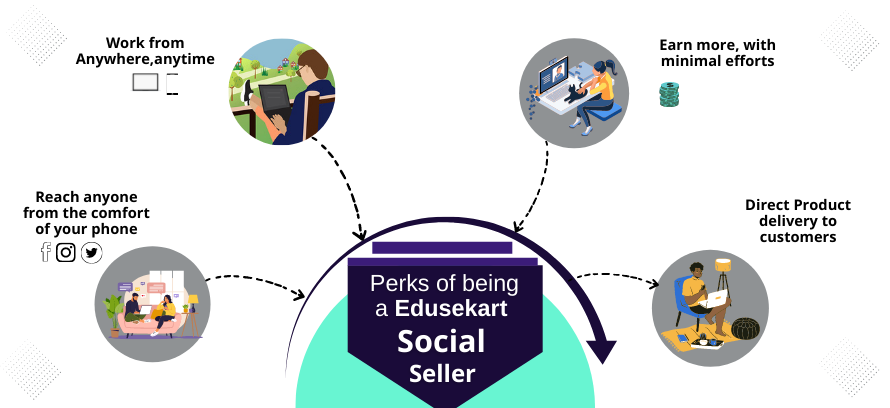 Work from
Anywhere,anytime
Earn more, with
minimal efforts
Reach anyone
from the comfort
of your phone
Direct Product
delivery to
customers
Perks of being
a Edusekart
Social
Seller